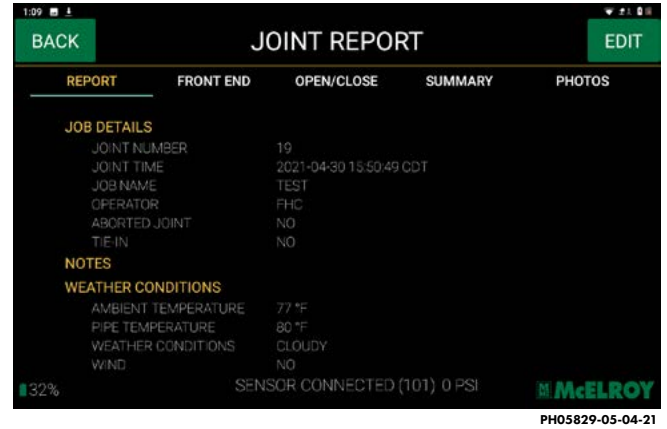 1:09
BACK JOINT REPORT EDIT
REPORT FRONT END OPEN/CLOSE SUMMARY PHOTOS
JOB DETAILS
JOINT NUMBER 19
JOINT TIME 2021-04-30 15:50:49 CDT
JOB NAME TEST
OPERATOR FHC
ABORTED JOINT NO
TIE-IN NO
NOTES
WEATHER CONDITIONS
AMBIENT TEMPERATURE 77 °F
PIPE TEMPERATURE 80 °F
WEATHER CONDITIONS CLOUDY
WIND NO
32% SENSOR CONNECTED (101) 0 PSI McELROY
PH05829-05-04-21